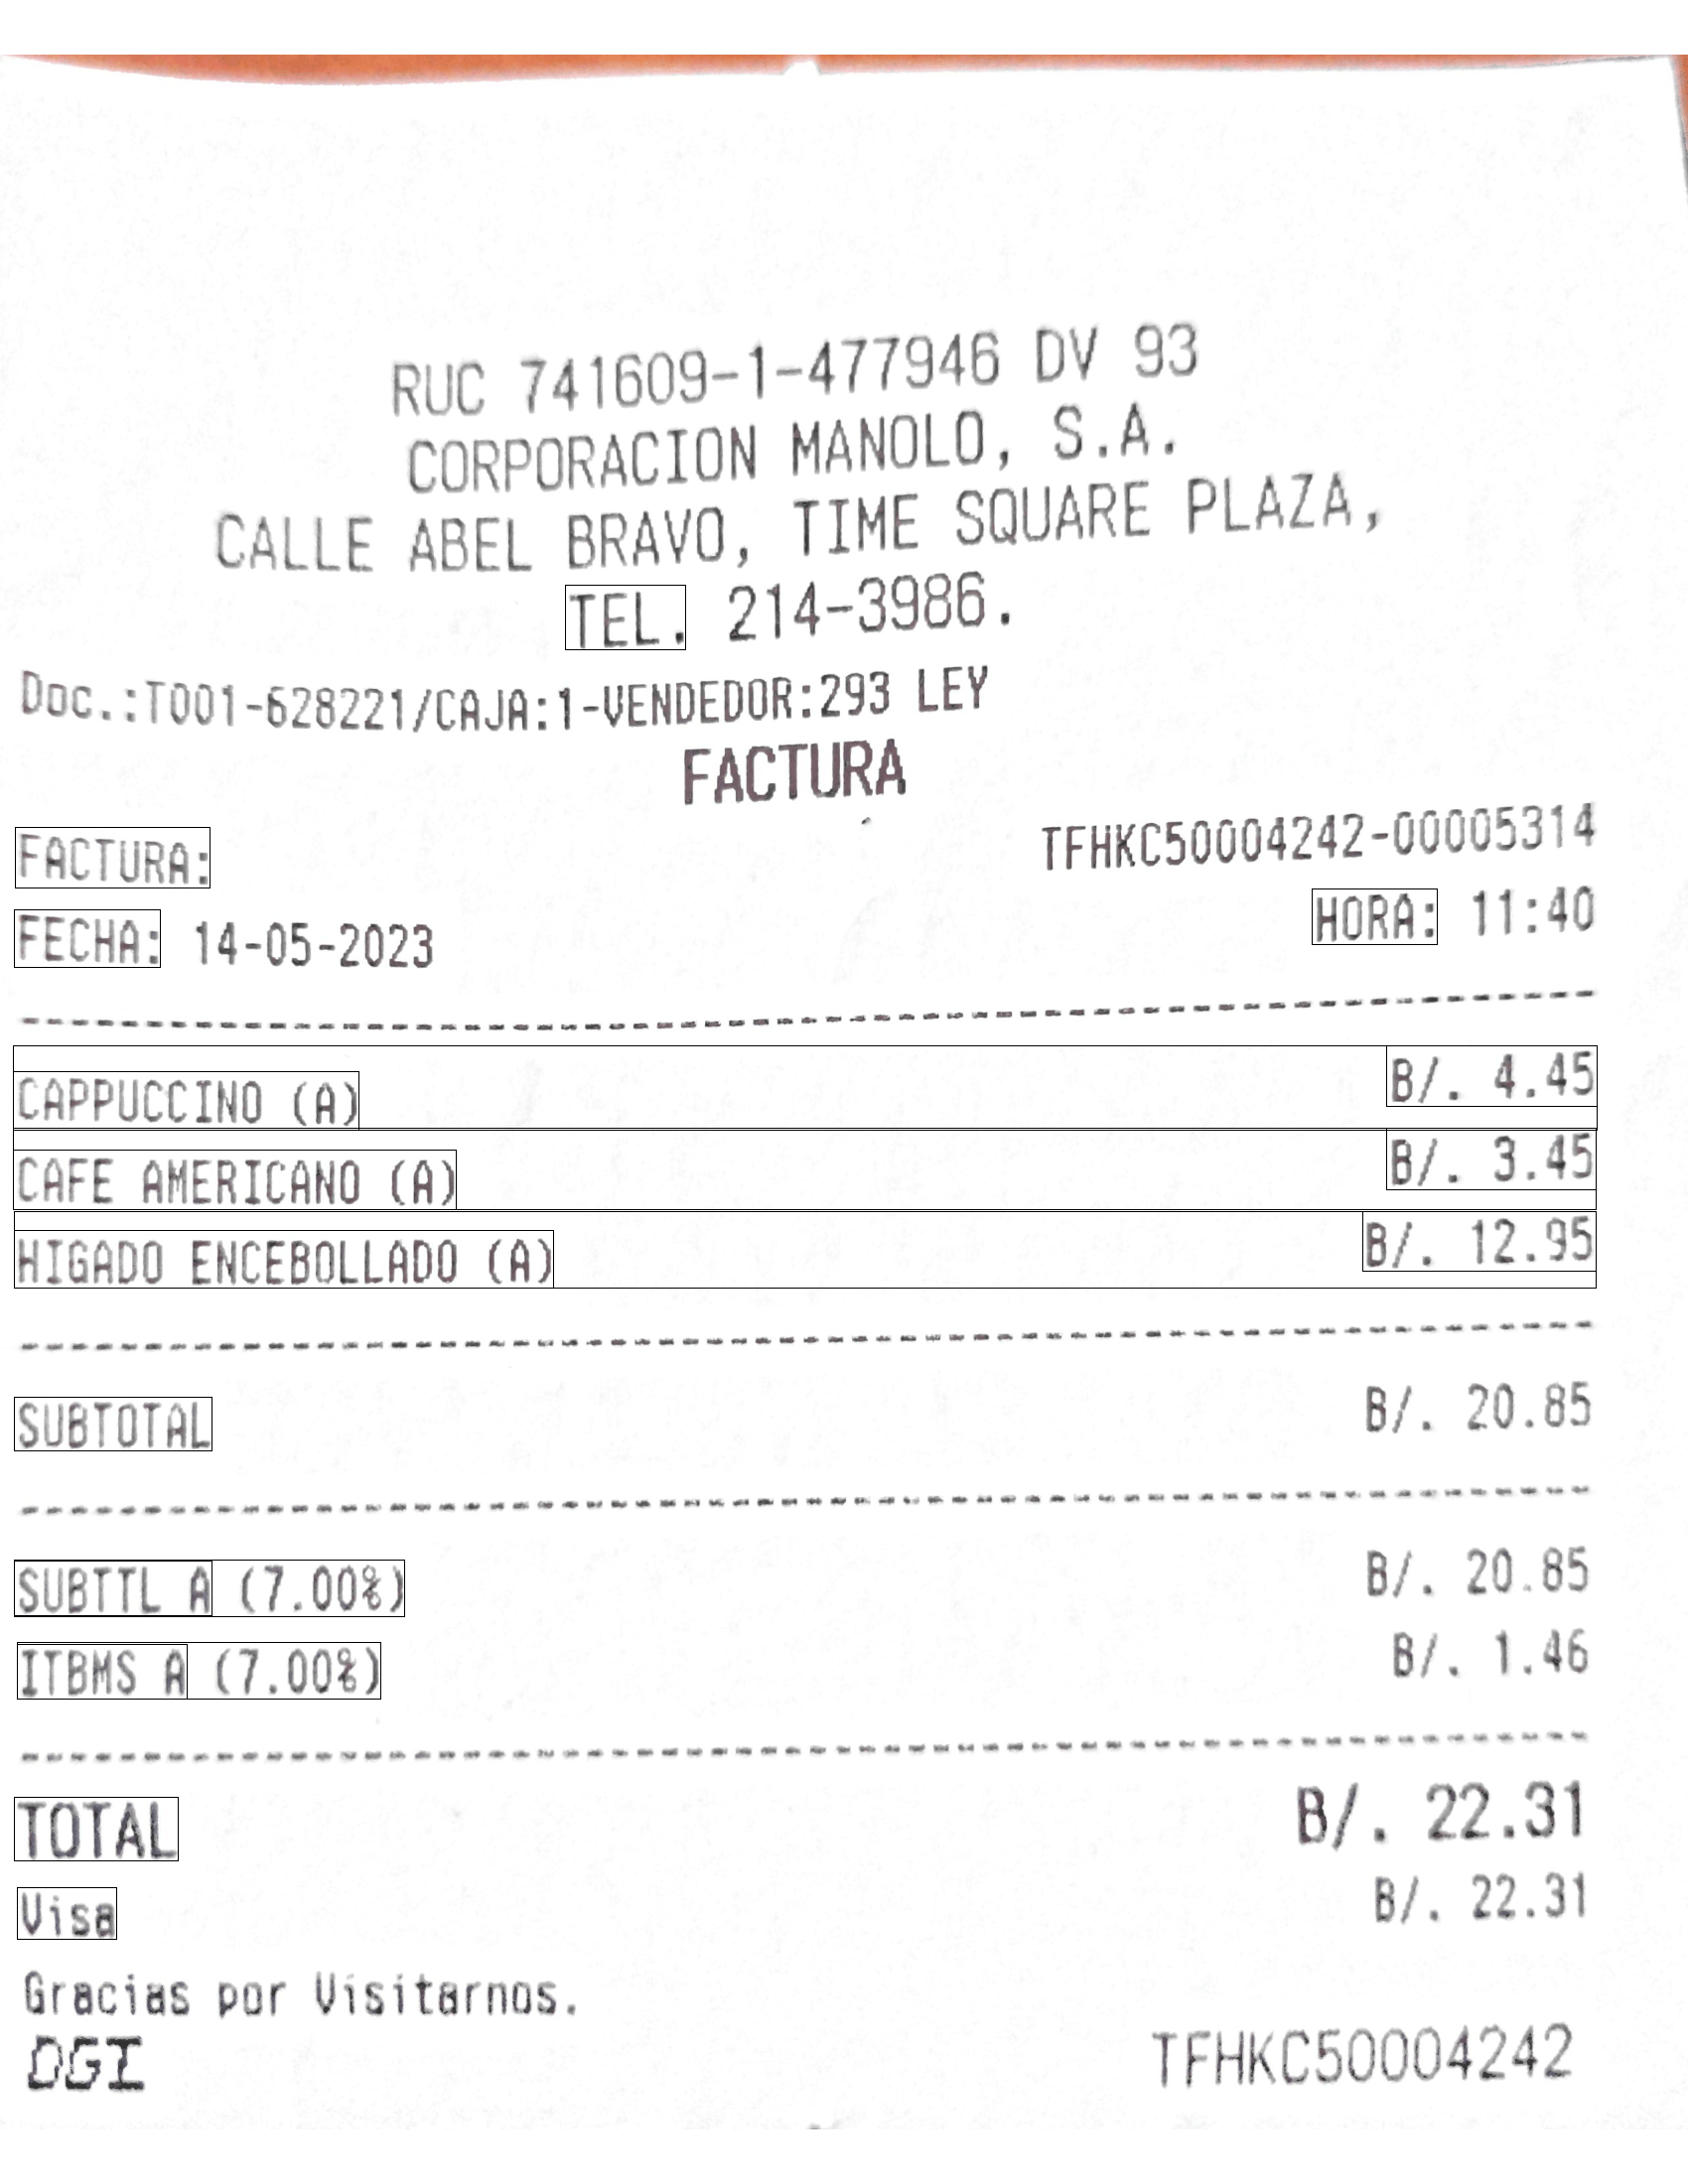 RUC 741609-1-477946 DV 93
CORPORACION MANOLO, S.A.
CALLE ABEL BRAVO, TIME SQUARE PLAZA,
TEL. 214-3986.
Doc.:T001-628221/CAJA:1-VENDEDOR:293 LEY
FACTURA
FACTURA: TFHKC50004242-00005314
FECHA: 14-05-2023 HORA: 11:40
CAPPUCCINO (A) B/. 4.45
CAFE AMERICANO (A) B/. 3.45
HIGADO ENCEBOLLADO (A) B/. 12.95
SUBTOTAL B/. 20.85
SUBTTL A (7.00%) B/. 20.85
ITBMS A (7.00%) B/. 1.46
TOTAL B/. 22.31
Visa B/. 22.31
Gracias por Visitarnos.
DGI TFHKC50004242